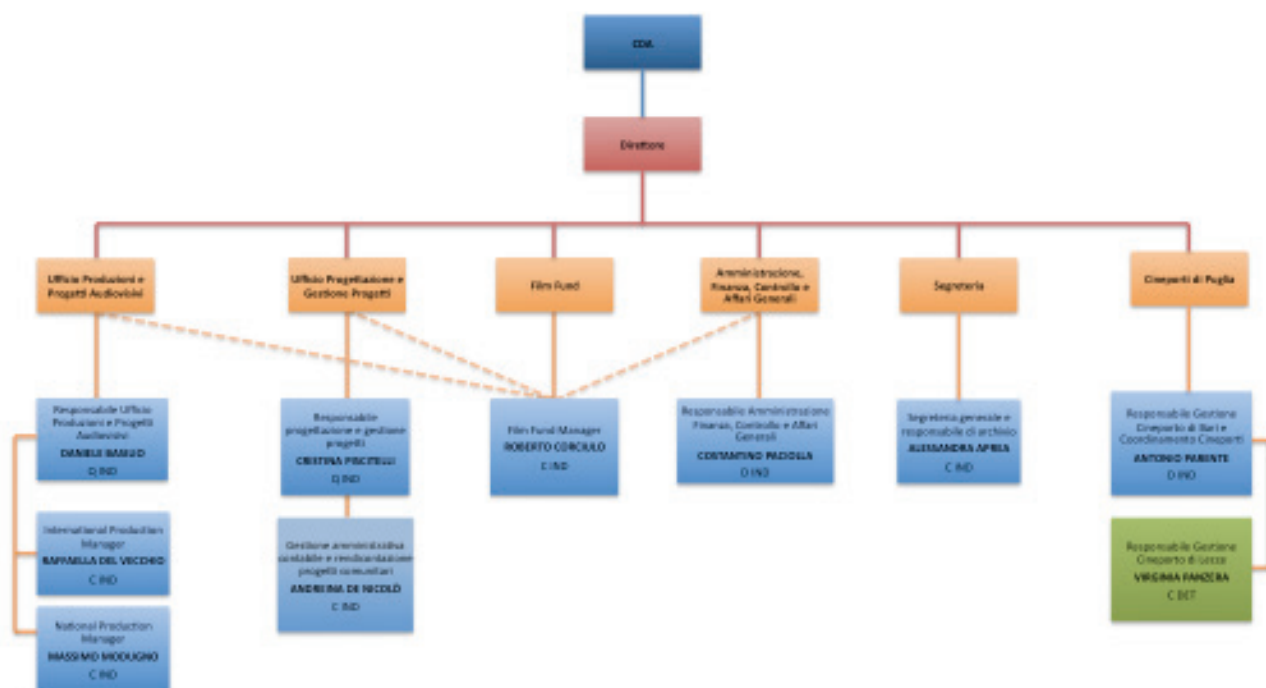 CDA
Direttore
Ufficio Produzioni e
Progetti Audiovisivi
Ufficio Progettazione e
Gestione Progetti
Film Fund
Amministrazione,
Finanza, Controllo e
Affari Generali
Segreteria
Cineporti di Puglia
Responsabile Ufficio
Produzioni e Progetti
Audiovisivi
DANIELE BASILIO
Q IND
International Production
Manager
RAFFAELLA DEL VECCHIO
C IND
National Production
Manager
MASSIMO MODUGNO
C IND
Responsabile
progettazione e gestione
progetti
CRISTINA PISCITELLI
Q IND
Gestione amministrativa
contabile e rendicontazione
progetti comunitari
ANDREINA DE NICOLÒ
C IND
Film Fund Manager
ROBERTO CORCIULO
C IND
Responsabile Amministrazione
Finanza, Controllo e Affari
Generali
COSTANTINO PACIOLLA
D IND
Segreteria generale e
responsabile di archivio
ALESSANDRA APREA
C IND
Responsabile Gestione
Cineporto di Bari e
Coordinamento Cineporti
ANTONIO PARENTE
D IND
Responsabile Gestione
Cineporto di Lecce
VIRGINIA PANZERA
C DET